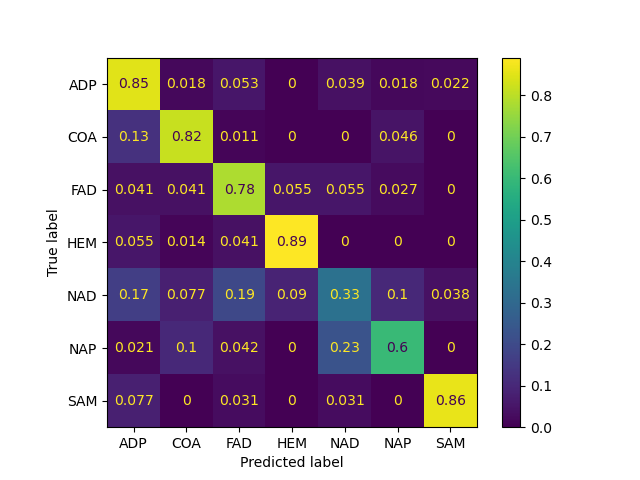 ADP 0.85 0.018 0.053 0 0.039 0.018 0.022
COA 0.13 0.82 0.011 0 0 0.046 0
FAD 0.041 0.041 0.78 0.055 0.055 0.027 0
HEM 0.055 0.014 0.041 0.89 0 0 0
NAD 0.17 0.077 0.19 0.09 0.33 0.1 0.038
NAP 0.021 0.1 0.042 0 0.23 0.6 0
SAM 0.077 0 0.031 0 0.031 0 0.86
ADP COA FAD HEM NAD NAP SAM
Predicted label
True label
0.8
0.7
0.6
0.5
0.4
0.3
0.2
0.1
0.0